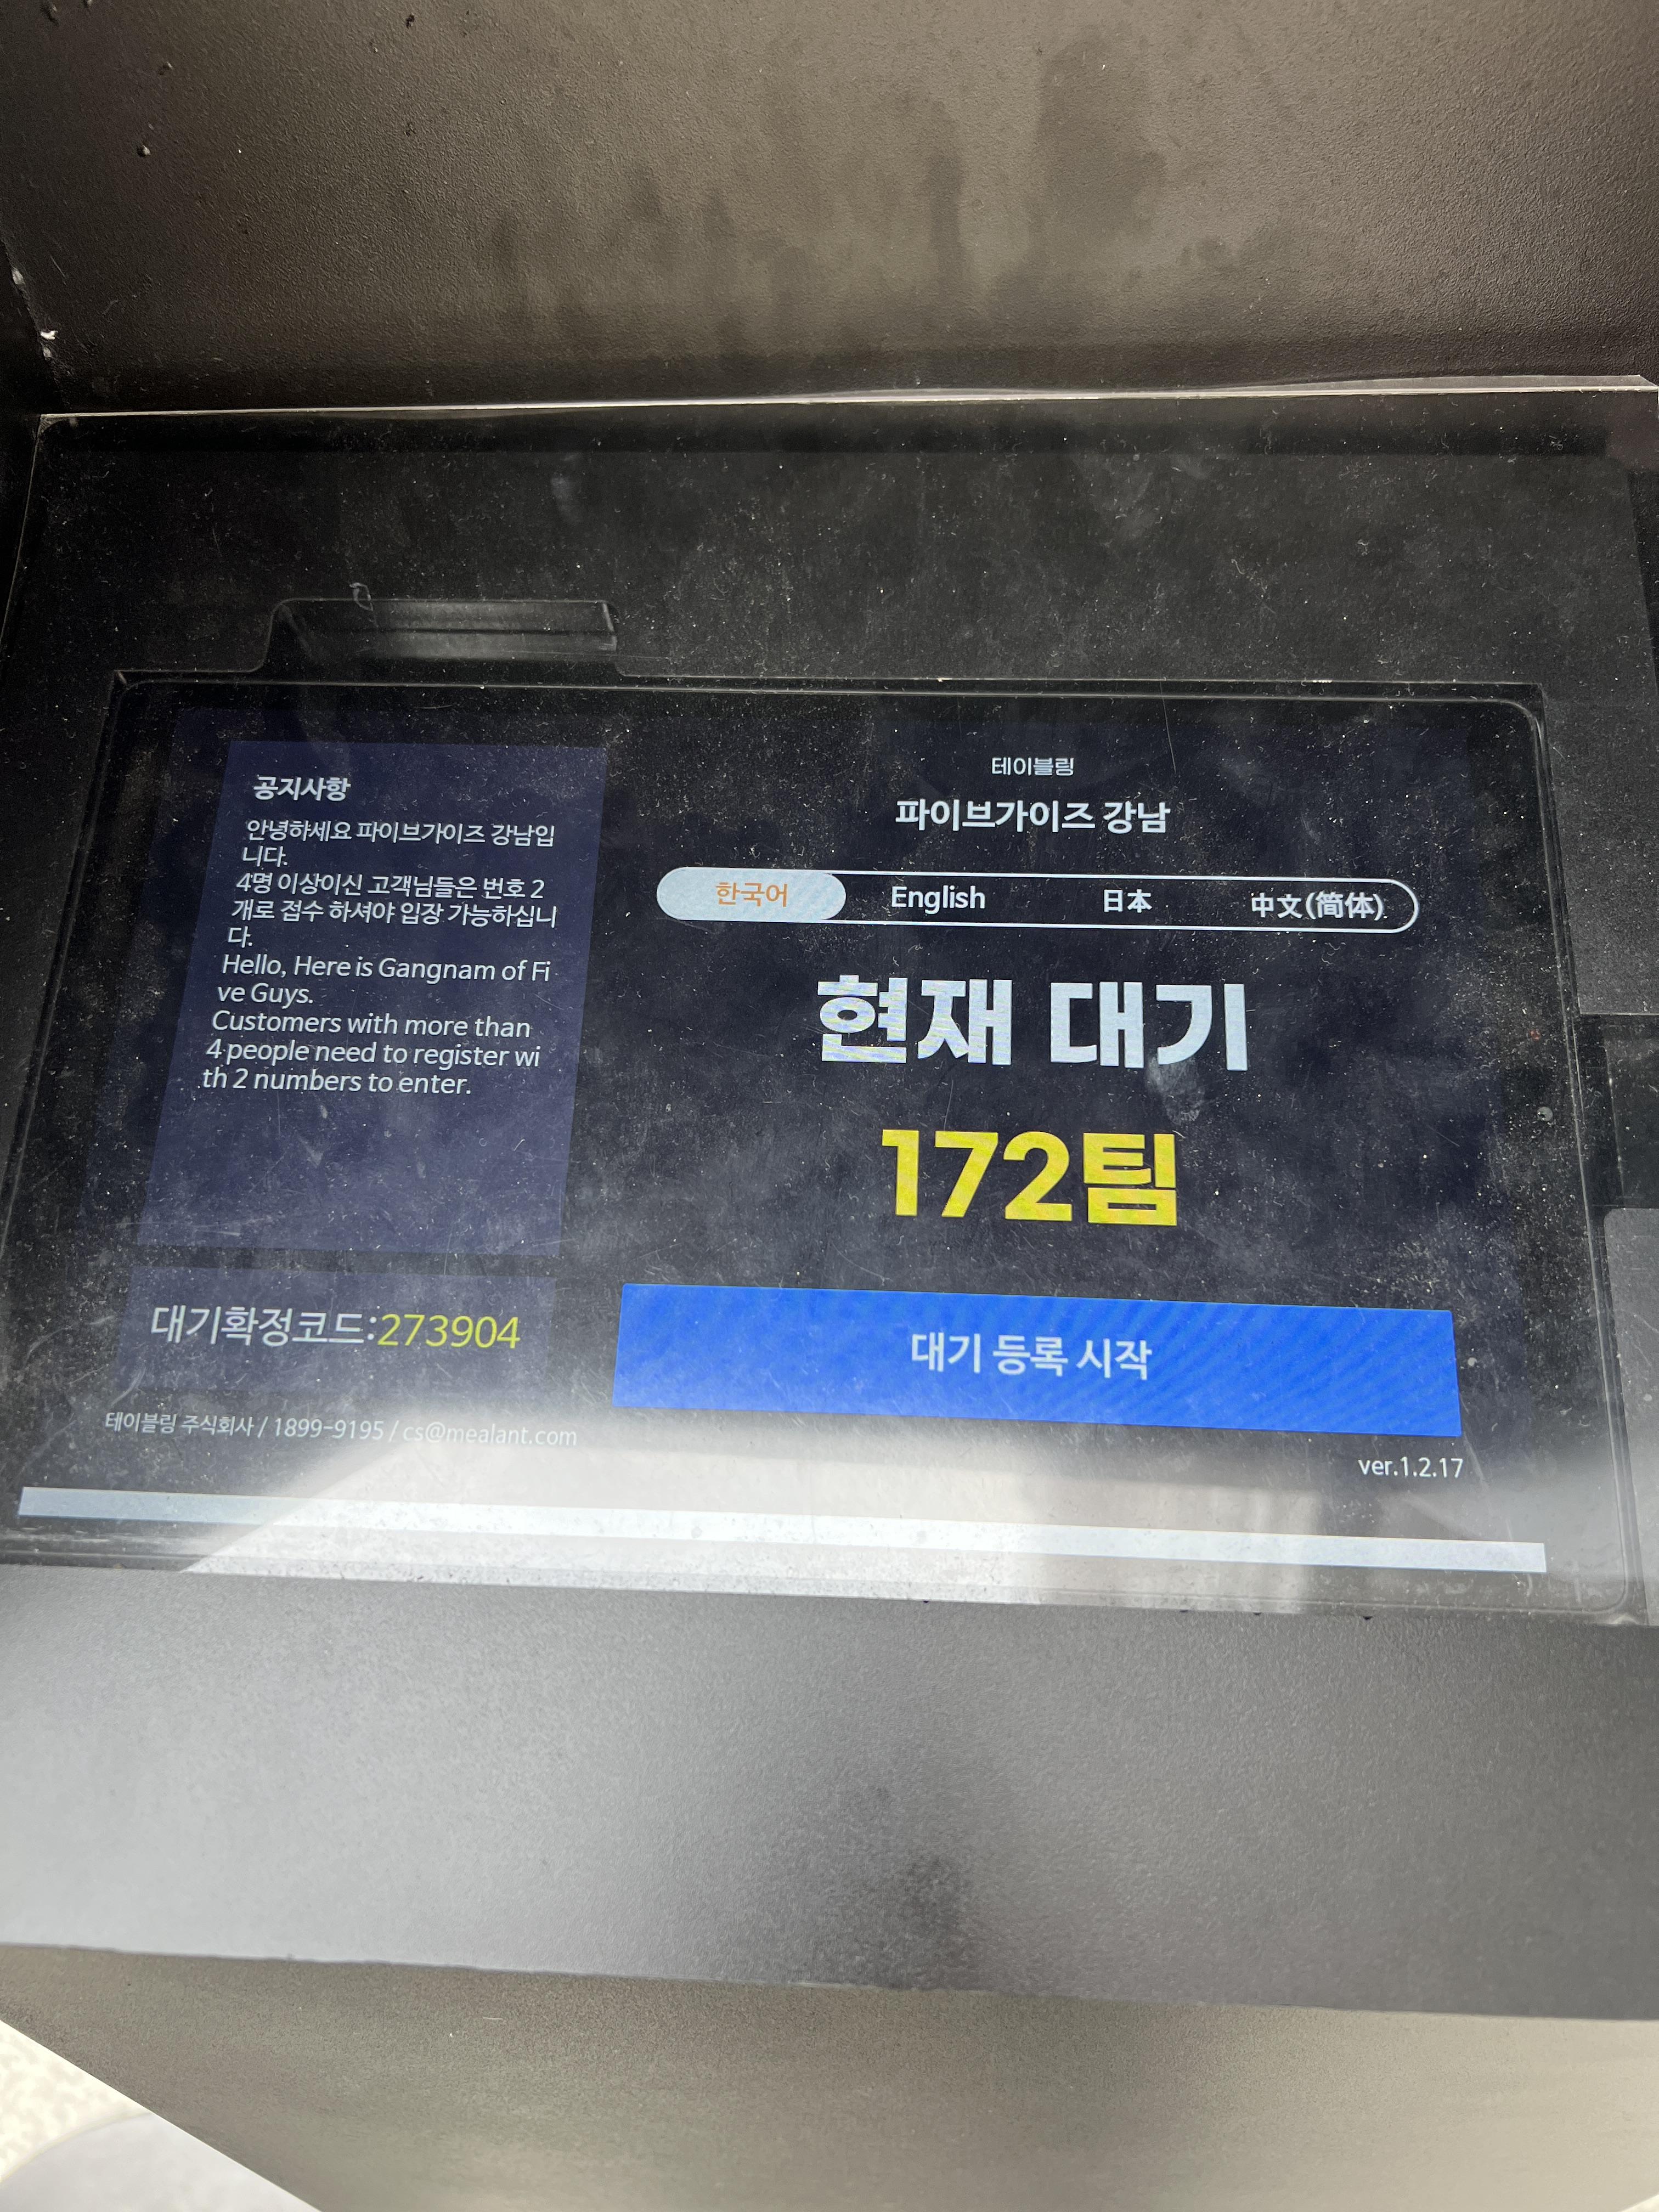 공지사항
안녕하세요 파이브가이즈 강남입
니다.
4명 이상이신 고객님들은 번호 2
개로 접수 하셔야 입장 가능하십니
다.
Hello, Here is Gangnam of Fi
ve Guys.
Customers with more than
4 people need to register wi
th 2 numbers to enter.
대기확정코드:273904
테이블링 주식회사 / 1899-9195 / cs@mealant.com
테이블링
파이브가이즈 강남
한국어 English 日本 中文(简体)
현재 대기
172팀
대기 등록 시작
ver.1.2.17